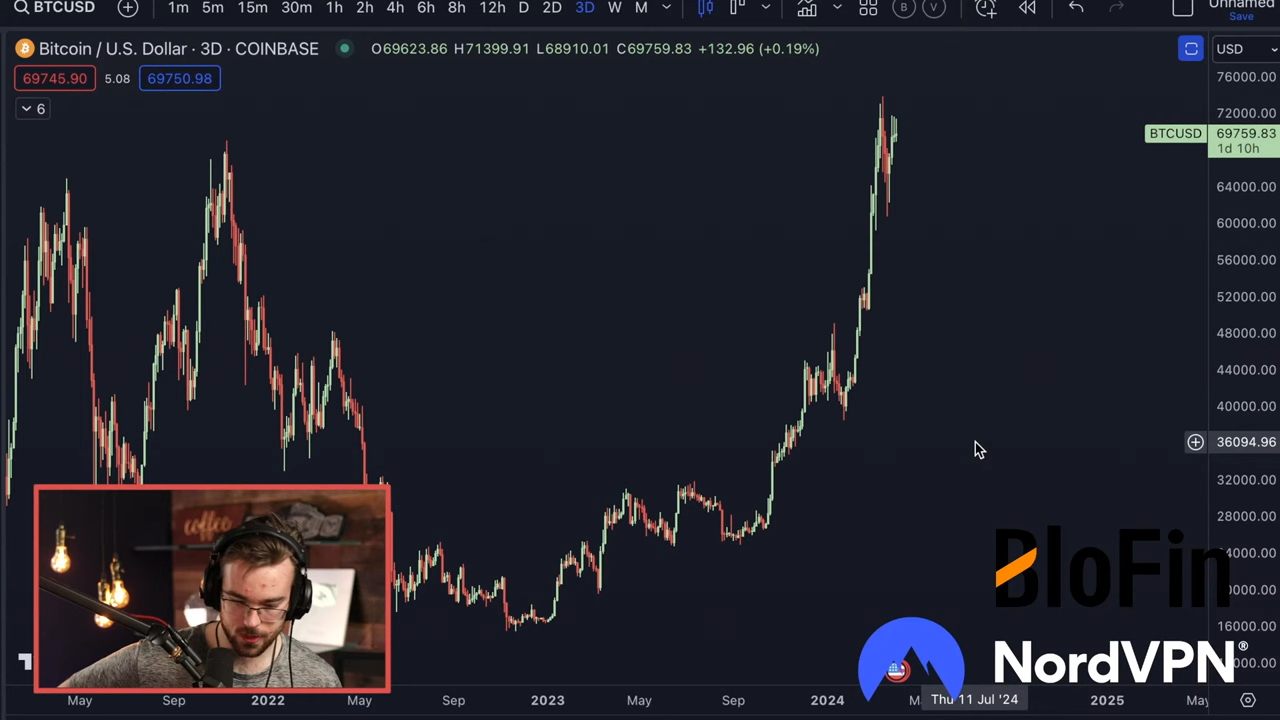 BTCUSD 1m 5m 15m 30m 1h 2h 4h 6h 8h 12h D 2D 3D W M B V Unnamed
Save
Bitcoin / U.S. Dollar · 3D · COINBASE O69623.86 H71399.91 L68910.01 C69759.83 +132.96 (+0.19%) USD
69745.90 5.08 69750.98
6
76000.00
72000.00
BTCUSD 69759.83
1d 10h
64000.00
60000.00
56000.00
52000.00
48000.00
44000.00
40000.00
36094.96
32000.00
28000.00
coffee
BloFin
16000.00
NordVPN®
May Sep 2022 May Sep 2023 May Sep 2024 Thu 11 Jul '24 2025